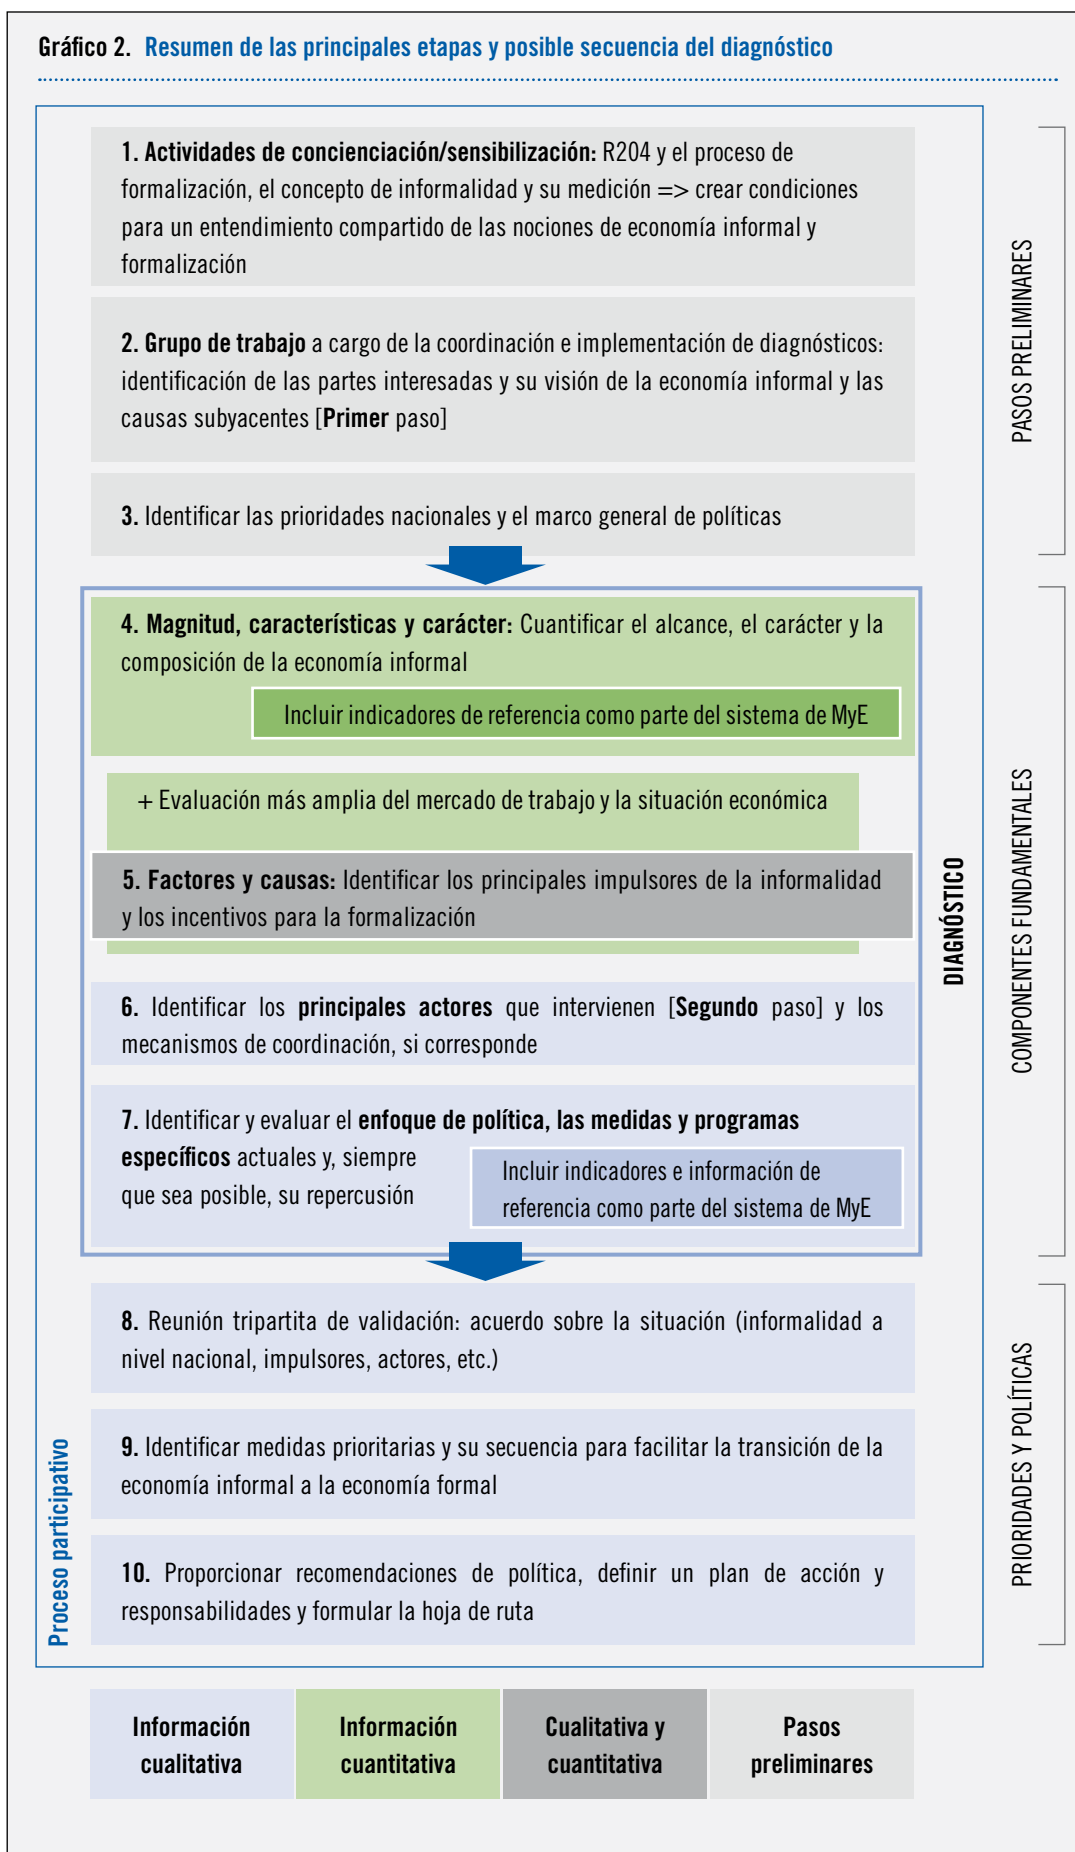 Gráfico 2. Resumen de las principales etapas y posible secuencia del diagnóstico
1. Actividades de concienciación/sensibilización: R204 y el proceso de
formalización, el concepto de informalidad y su medición => crear condiciones
para un entendimiento compartido de las nociones de economía informal y
formalización
2. Grupo de trabajo a cargo de la coordinación e implementación de diagnósticos:
identificación de las partes interesadas y su visión de la economía informal y las
causas subyacentes [Primer paso]
3. Identificar las prioridades nacionales y el marco general de políticas
PASOS PRELIMINARES
4. Magnitud, características y carácter: Cuantificar el alcance, el carácter y la
composición de la economía informal
Incluir indicadores de referencia como parte del sistema de MyE
+ Evaluación más amplia del mercado de trabajo y la situación económica
5. Factores y causas: Identificar los principales impulsores de la informalidad
y los incentivos para la formalización
6. Identificar los principales actores que intervienen [Segundo paso] y los
mecanismos de coordinación, si corresponde
7. Identificar y evaluar el enfoque de política, las medidas y programas
específicos actuales y, siempre
que sea posible, su repercusión
Incluir indicadores e información de
referencia como parte del sistema de MyE
DIAGNÓSTICO
COMPONENTES FUNDAMENTALES
8. Reunión tripartita de validación: acuerdo sobre la situación (informalidad a
nivel nacional, impulsores, actores, etc.)
9. Identificar medidas prioritarias y su secuencia para facilitar la transición de la
economía informal a la economía formal
10. Proporcionar recomendaciones de política, definir un plan de acción y
responsabilidades y formular la hoja de ruta
PRIORIDADES Y POLÍTICAS
Proceso participativo
Información
cualitativa
Información
cuantitativa
Cualitativa y
cuantitativa
Pasos
preliminares